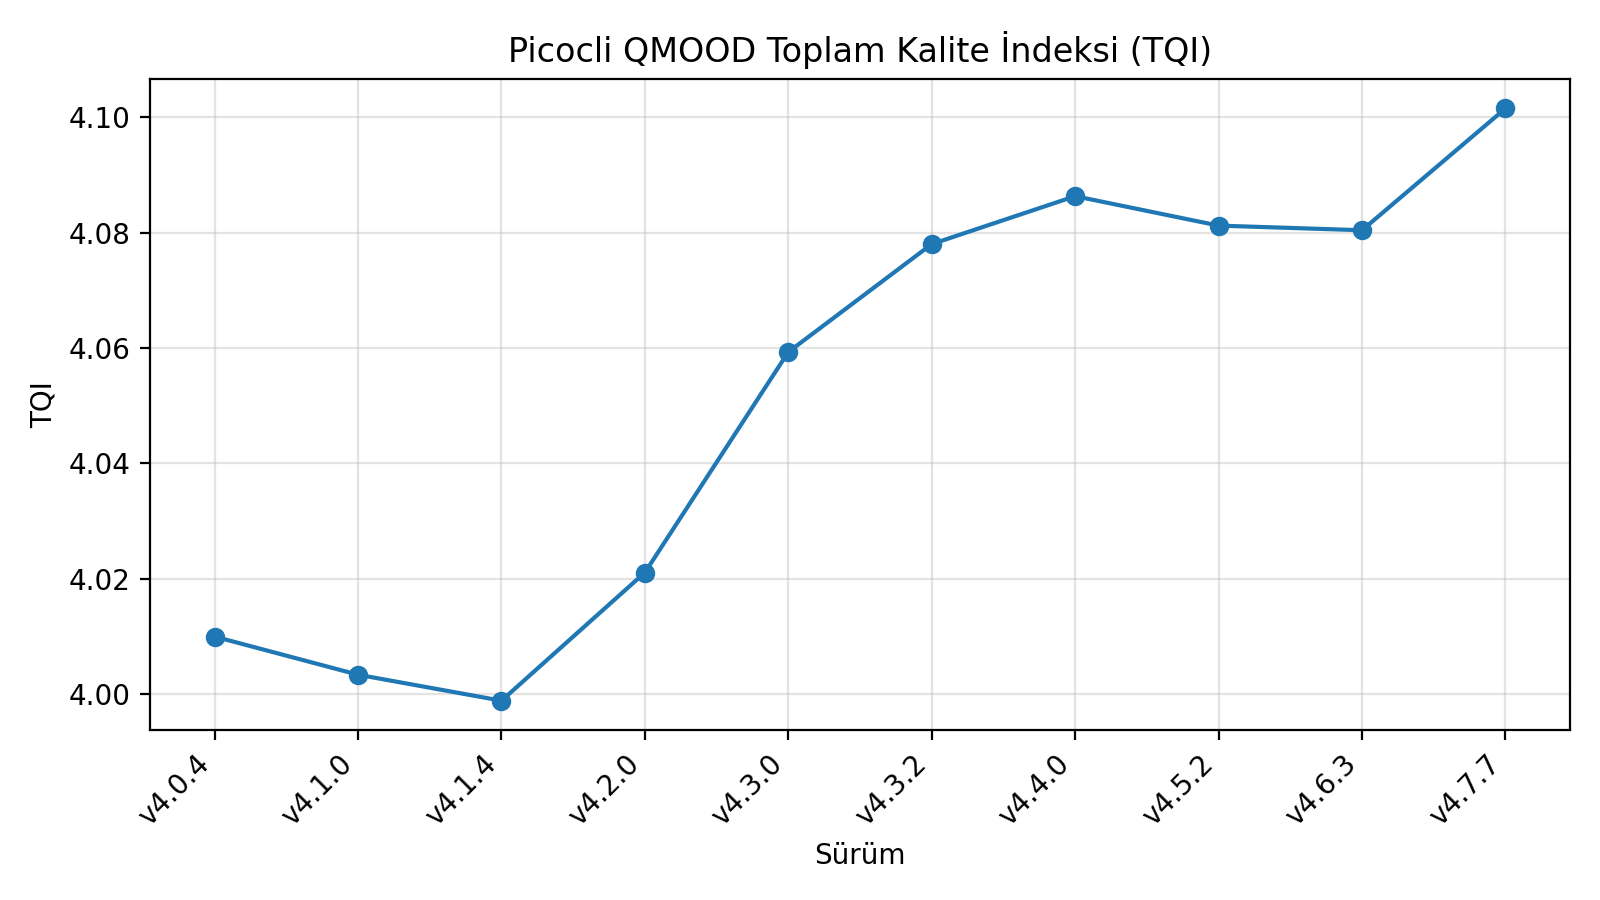 Picocli QMOOD Toplam Kalite İndeksi (TQI)
4.10
4.08
4.06
4.04
4.02
4.00
TQI
v4.0.4
v4.1.0
v4.1.4
v4.2.0
v4.3.0
v4.3.2
v4.4.0
v4.5.2
v4.6.3
v4.7.7
Sürüm